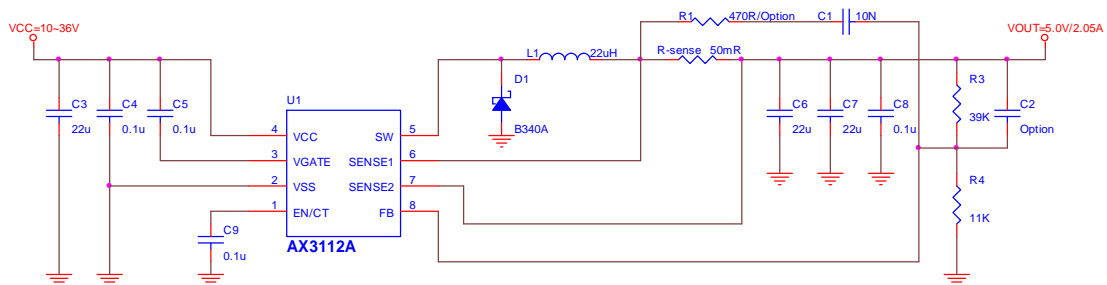 R1
470R/Option
C1
10N
VCC=10~36V
VOUT=5.0V/2.05A
L1
22uH
R-sense 50mR
D1
B340A
C3
22u
C4
0.1u
C5
0.1u
U1
4 VCC SW 5
3 VGATE SENSE1 6
2 VSS SENSE2 7
1 EN/CT FB 8
AX3112A
C9
0.1u
C6
22u
C7
22u
C8
0.1u
R3
39K
C2
Option
R4
11K